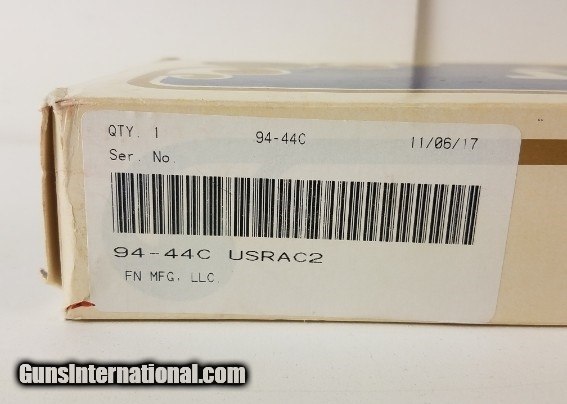 QTY. 1 94-44C 11/06/17
Ser. No
94-44C USRAC2
FN MFG. LLC.
GunsInternational.com